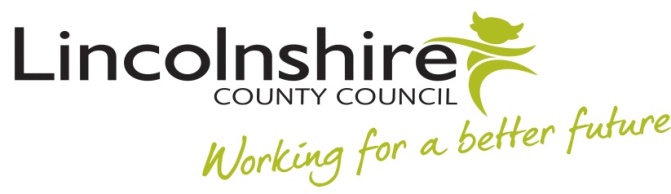 Lincolnshire
COUNTY COUNCIL
Working for a better future